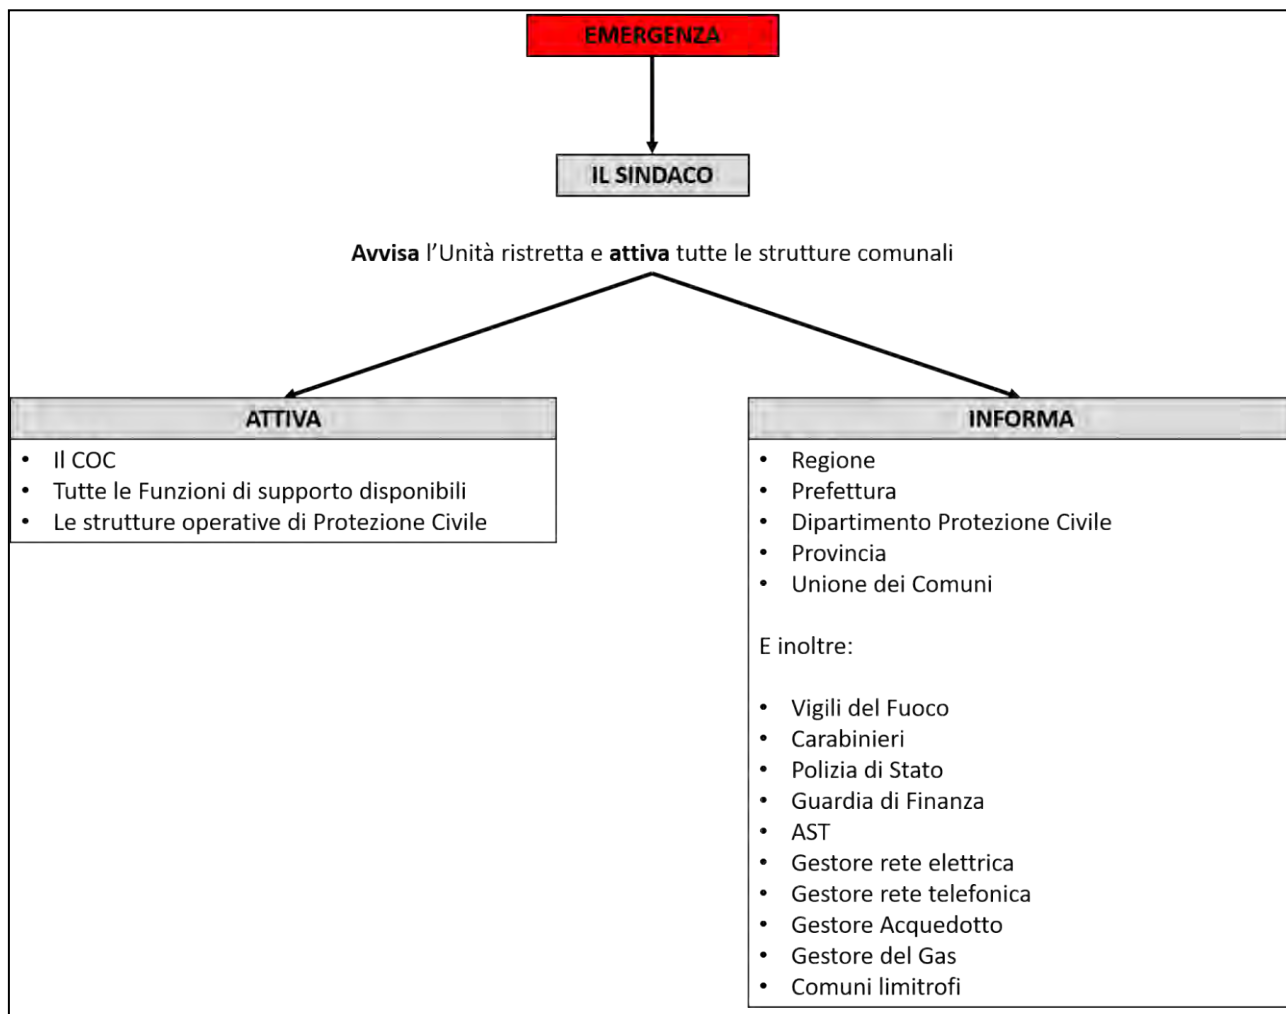 EMERGENZA
IL SINDACO
Avvisa l'Unità ristretta e attiva tutte le strutture comunali
ATTIVA
• Il COC
• Tutte le Funzioni di supporto disponibili
• Le strutture operative di Protezione Civile
INFORMA
• Regione
• Prefettura
• Dipartimento Protezione Civile
• Provincia
• Unione dei Comuni
E inoltre:
• Vigili del Fuoco
• Carabinieri
• Polizia di Stato
• Guardia di Finanza
• AST
• Gestore rete elettrica
• Gestore rete telefonica
• Gestore Acquedotto
• Gestore del Gas
• Comuni limitrofi